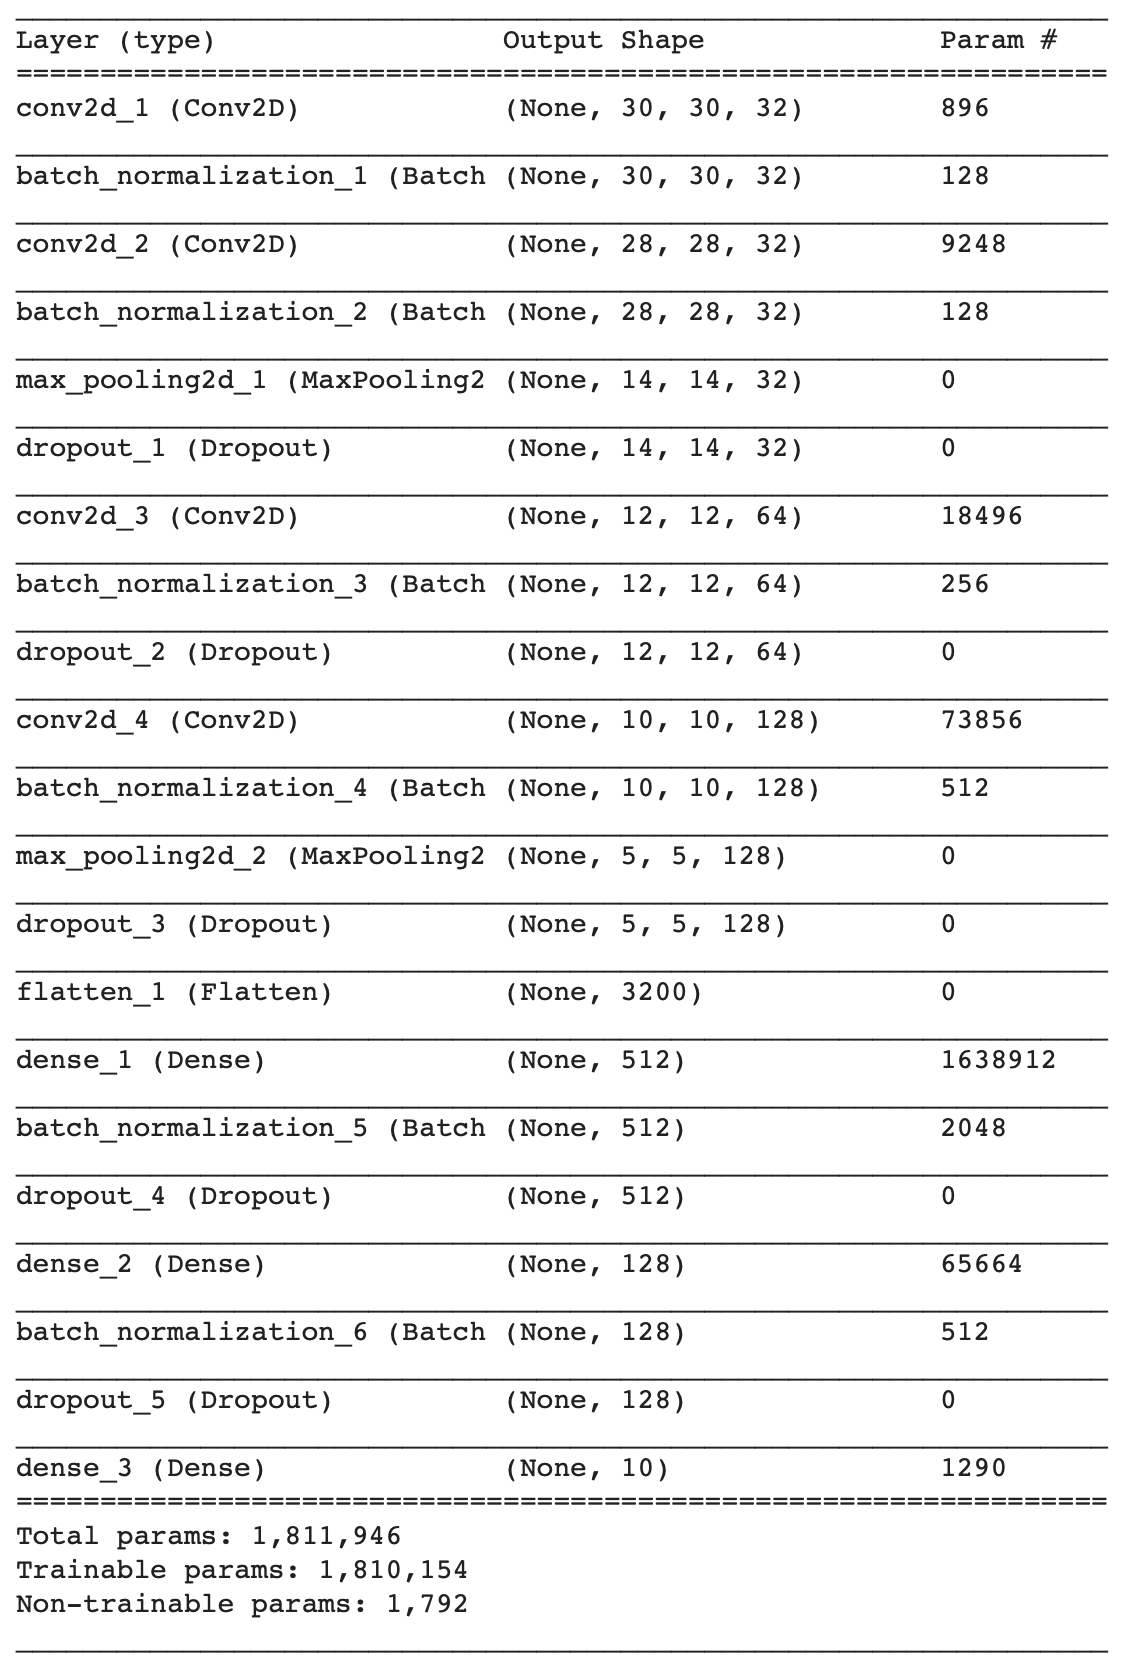 Layer (type) Output Shape Param #
=================================================================
conv2d_1 (Conv2D) (None, 30, 30, 32) 896
batch_normalization_1 (Batch (None, 30, 30, 32) 128
conv2d_2 (Conv2D) (None, 28, 28, 32) 9248
batch_normalization_2 (Batch (None, 28, 28, 32) 128
max_pooling2d_1 (MaxPooling2 (None, 14, 14, 32) 0
dropout_1 (Dropout) (None, 14, 14, 32) 0
conv2d_3 (Conv2D) (None, 12, 12, 64) 18496
batch_normalization_3 (Batch (None, 12, 12, 64) 256
dropout_2 (Dropout) (None, 12, 12, 64) 0
conv2d_4 (Conv2D) (None, 10, 10, 128) 73856
batch_normalization_4 (Batch (None, 10, 10, 128) 512
max_pooling2d_2 (MaxPooling2 (None, 5, 5, 128) 0
dropout_3 (Dropout) (None, 5, 5, 128) 0
flatten_1 (Flatten) (None, 3200) 0
dense_1 (Dense) (None, 512) 1638912
batch_normalization_5 (Batch (None, 512) 2048
dropout_4 (Dropout) (None, 512) 0
dense_2 (Dense) (None, 128) 65664
batch_normalization_6 (Batch (None, 128) 512
dropout_5 (Dropout) (None, 128) 0
dense_3 (Dense) (None, 10) 1290
=================================================================
Total params: 1,811,946
Trainable params: 1,810,154
Non-trainable params: 1,792